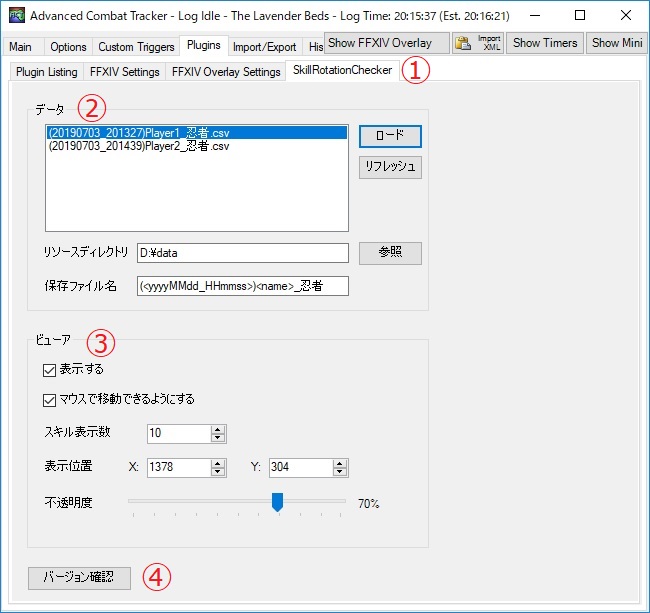 Advanced Combat Tracker - Log Idle - The Lavender Beds - Log Time: 20:15:37 (Est. 20:16:21)
Main Options Custom Triggers Plugins Import/Export His Show FFXIV Overlay Import XML Show Timers Show Mini
Plugin Listing FFXIV Settings FFXIV Overlay Settings SkillRotationChecker ①
データ ②
(20190703_201327)Player1_忍者.csv
(20190703_201439)Player2_忍者.csv
ロード
リフレッシュ
リソースディレクトリ D:¥data 参照
保存ファイル名 (<yyyyMMdd_HHmmss>)<name>_忍者
ビューア ③
表示する
マウスで移動できるようにする
スキル表示数 10
表示位置 X: 1378 Y: 304
不透明度 70%
バージョン確認 ④